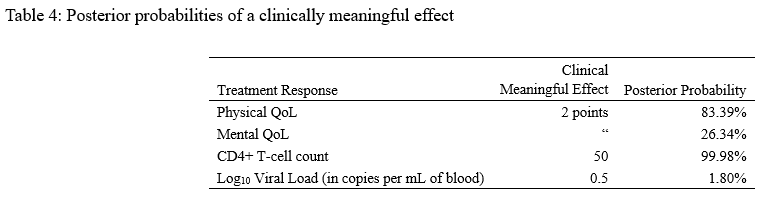 Table 4: Posterior probabilities of a clinically meaningful effect
Clinical
Treatment Response Meaningful Effect Posterior Probability
Physical QoL 2 points 83.39%
Mental QoL “ 26.34%
CD4+ T-cell count 50 99.98%
Log₁₀ Viral Load (in copies per mL of blood) 0.5 1.80%